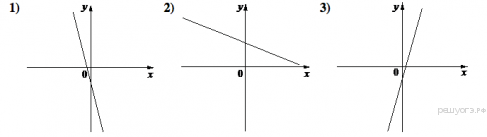 1) y 2) y 3) y
0 x 0 x 0 x
решуогэ.рф